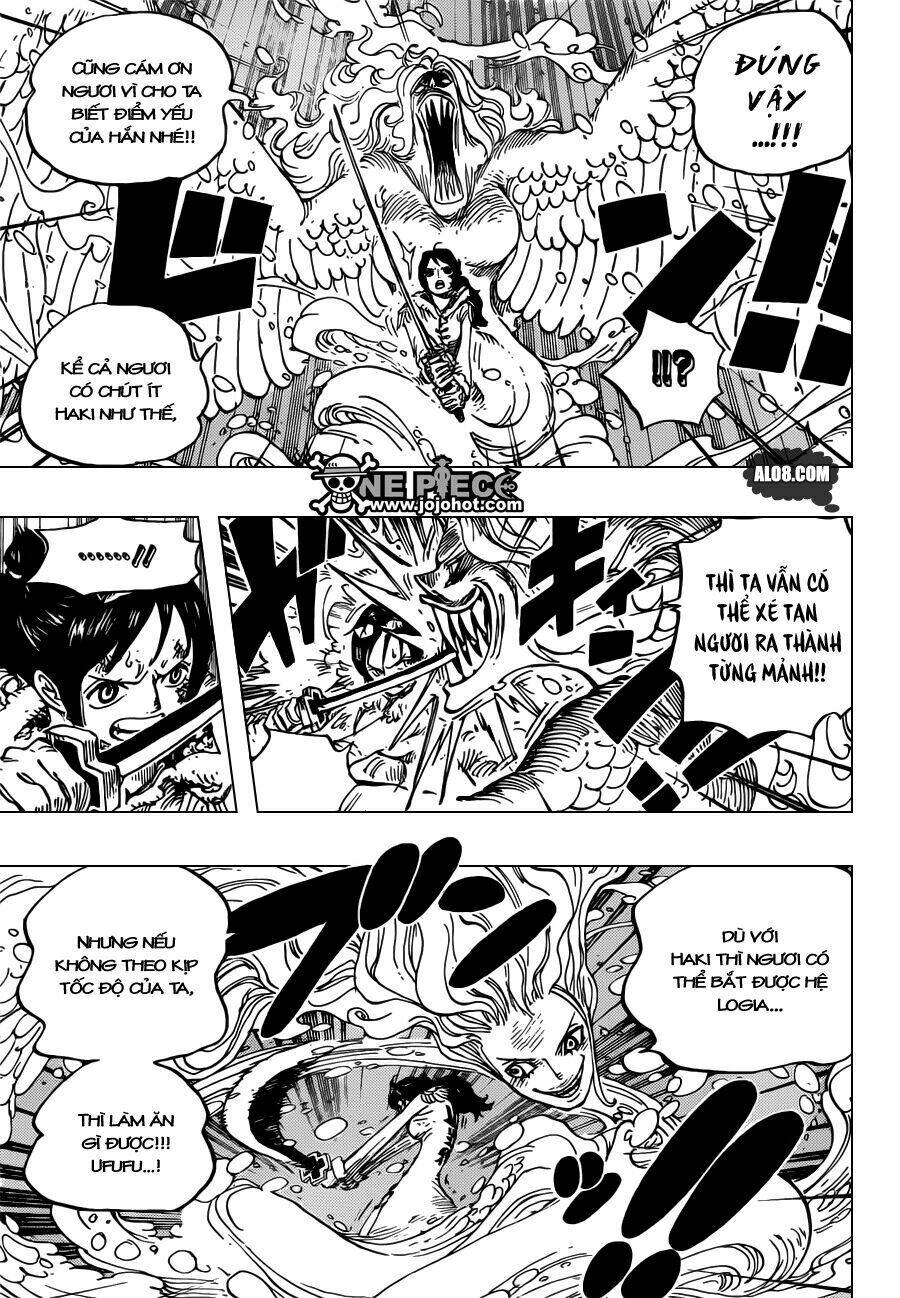 ĐÚNG
VẬY
....!!!
CŨNG CÁM ƠN
NGƯƠI VÌ CHO TA
BIẾT ĐIỂM YẾU
CỦA HẮN NHÉ!!
!!?
KỂ CẢ NGƯƠI
CÓ CHÚT ÍT
HAKI NHƯ THẾ,
ALO8.COM
ONE PIECE
www.jojohot.com
THÌ TA VẪN CÓ
THỂ XÉ TAN
NGƯƠI RA THÀNH
TỪNG MẢNH!!
......!!
DÙ VỚI
HAKI THÌ NGƯƠI CÓ
THỂ BẮT ĐƯỢC HỆ
LOGIA...
NHƯNG NẾU
KHÔNG THEO KỊP
TỐC ĐỘ CỦA TA,
THÌ LÀM ĂN
GÌ ĐƯỢC!!!
UFUFU...!